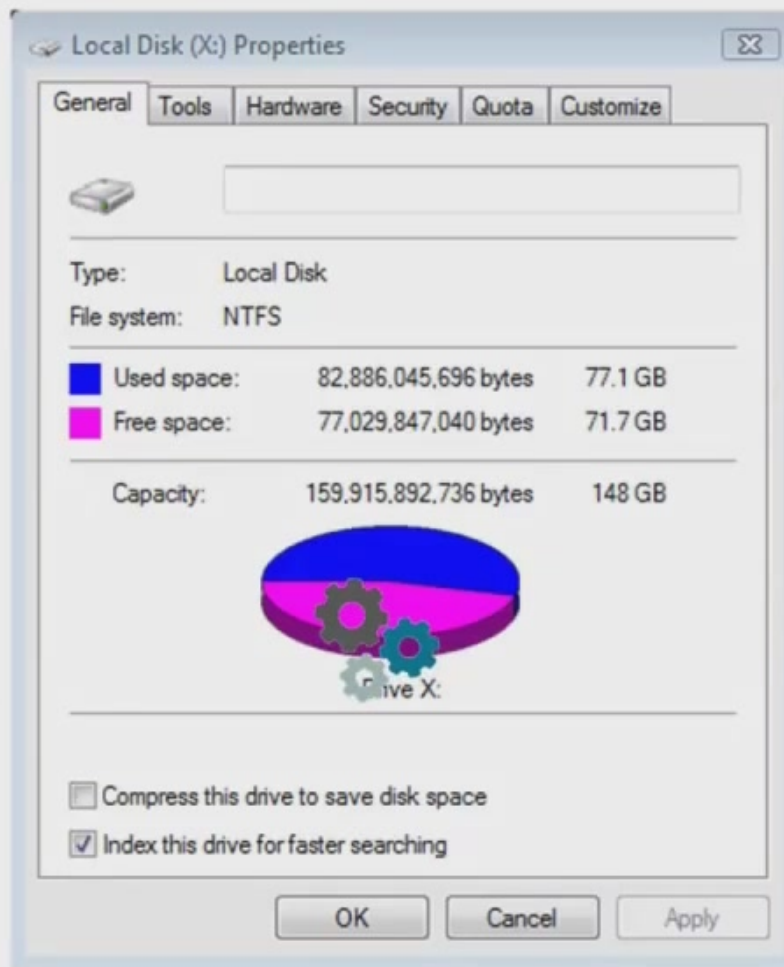 Local Disk (X:) Properties
General Tools Hardware Security Quota Customize
Type: Local Disk
File system: NTFS
Used space: 82,886,045,696 bytes 77.1 GB
Free space: 77,029,847,040 bytes 71.7 GB
Capacity: 159,915,892,736 bytes 148 GB
X:
Compress this drive to save disk space
Index this drive for faster searching
OK Cancel Apply